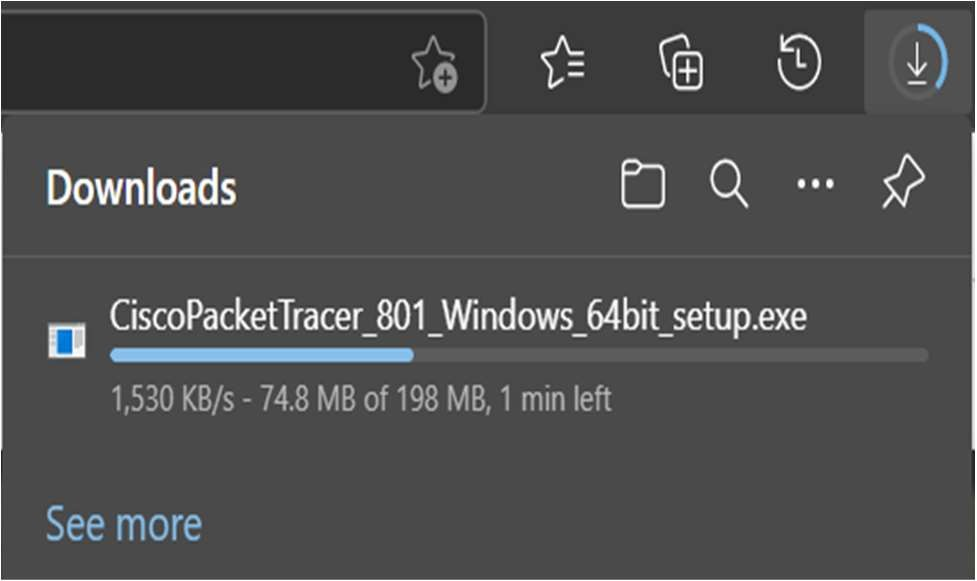 Downloads
CiscoPacketTracer_801_Windows_64bit_setup.exe
1,530 KB/s - 74.8 MB of 198 MB, 1 min left
See more